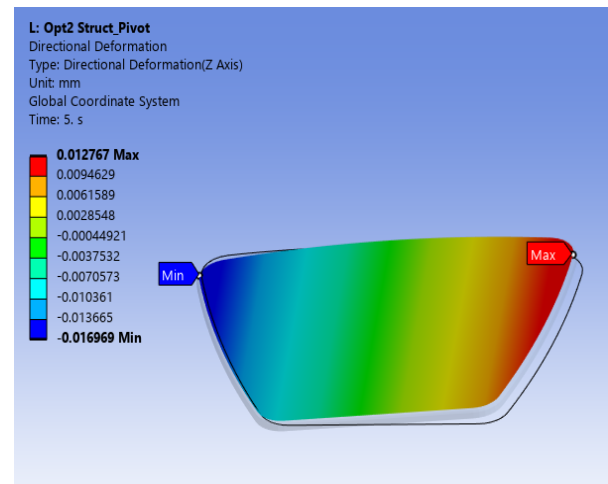 L: Opt2 Struct_Pivot
Directional Deformation
Type: Directional Deformation(Z Axis)
Unit: mm
Global Coordinate System
Time: 5. s
0.012767 Max
0.0094629
0.0061589
0.0028548
-0.00044921
-0.0037532
-0.0070573
-0.010361
-0.013665
-0.016969 Min
Min
Max